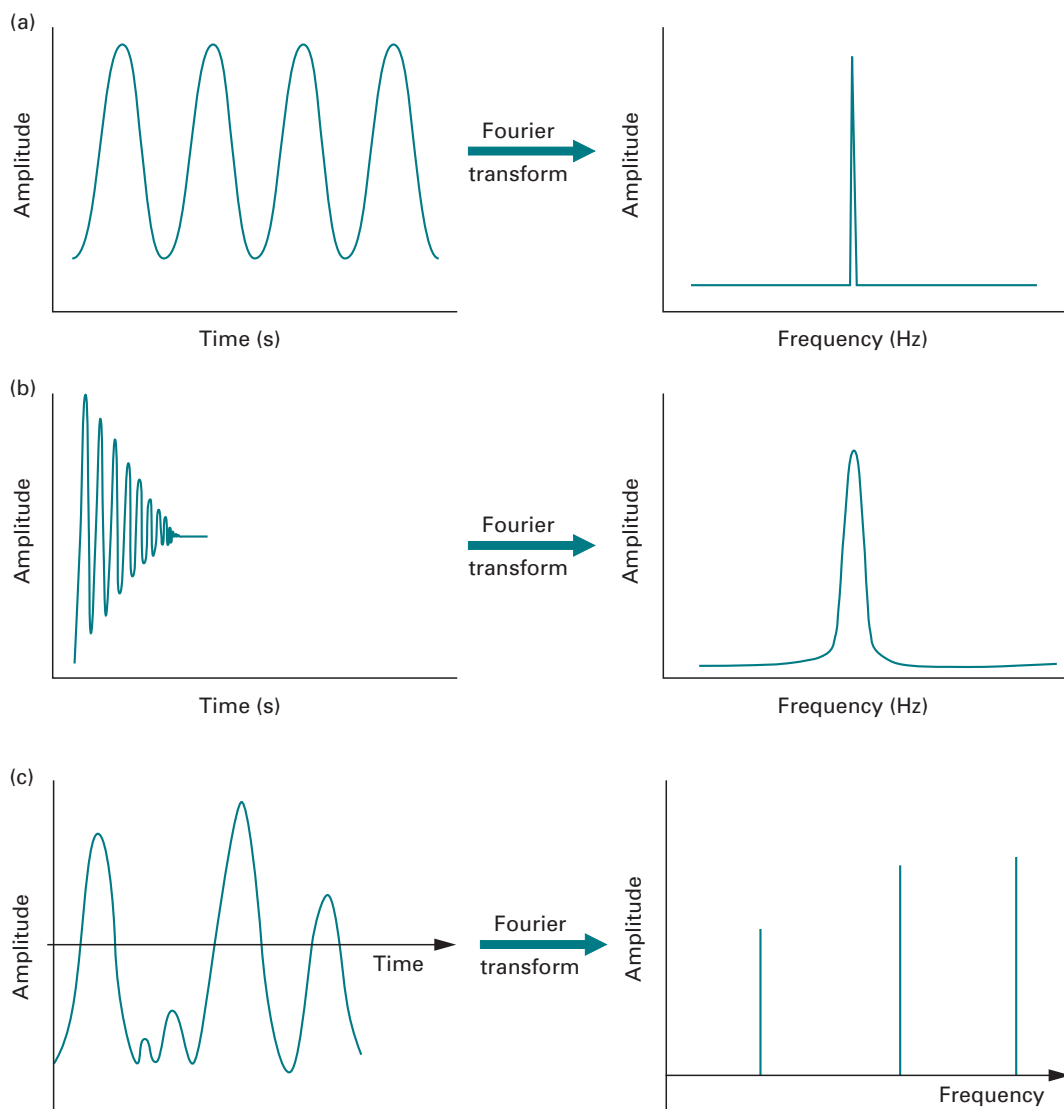 (a)
Amplitude
Time (s)
Fourier
transform
Amplitude
Frequency (Hz)
(b)
Amplitude
Time (s)
Fourier
transform
Amplitude
Frequency (Hz)
(c)
Amplitude
Time
Fourier
transform
Amplitude
Frequency